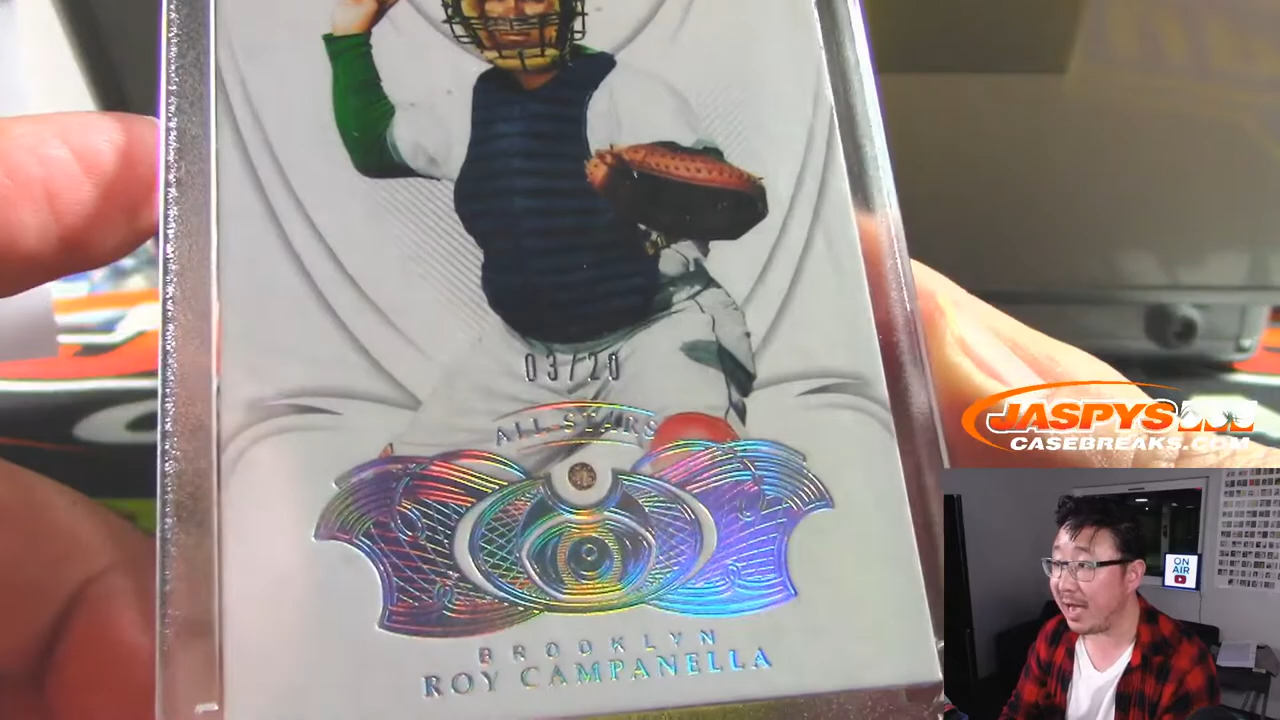 03/20
ALL-STARS
BROOKLYN
ROY CAMPANELLA
JASPYS
CASEBREAKS.COM
ON
AIR